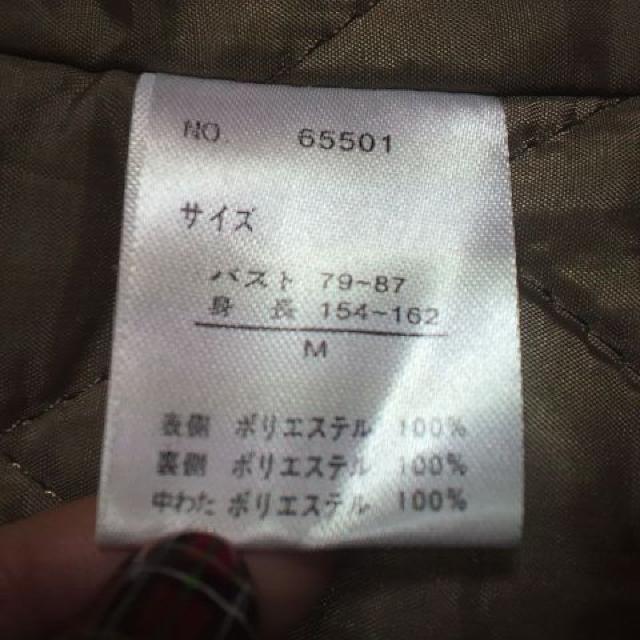 NO. 65501
サイズ
バスト 79-87
身 長 154-162
M
表側 ポリエステル 100%
裏側 ポリエステル 100%
中わた ポリエステル 100%